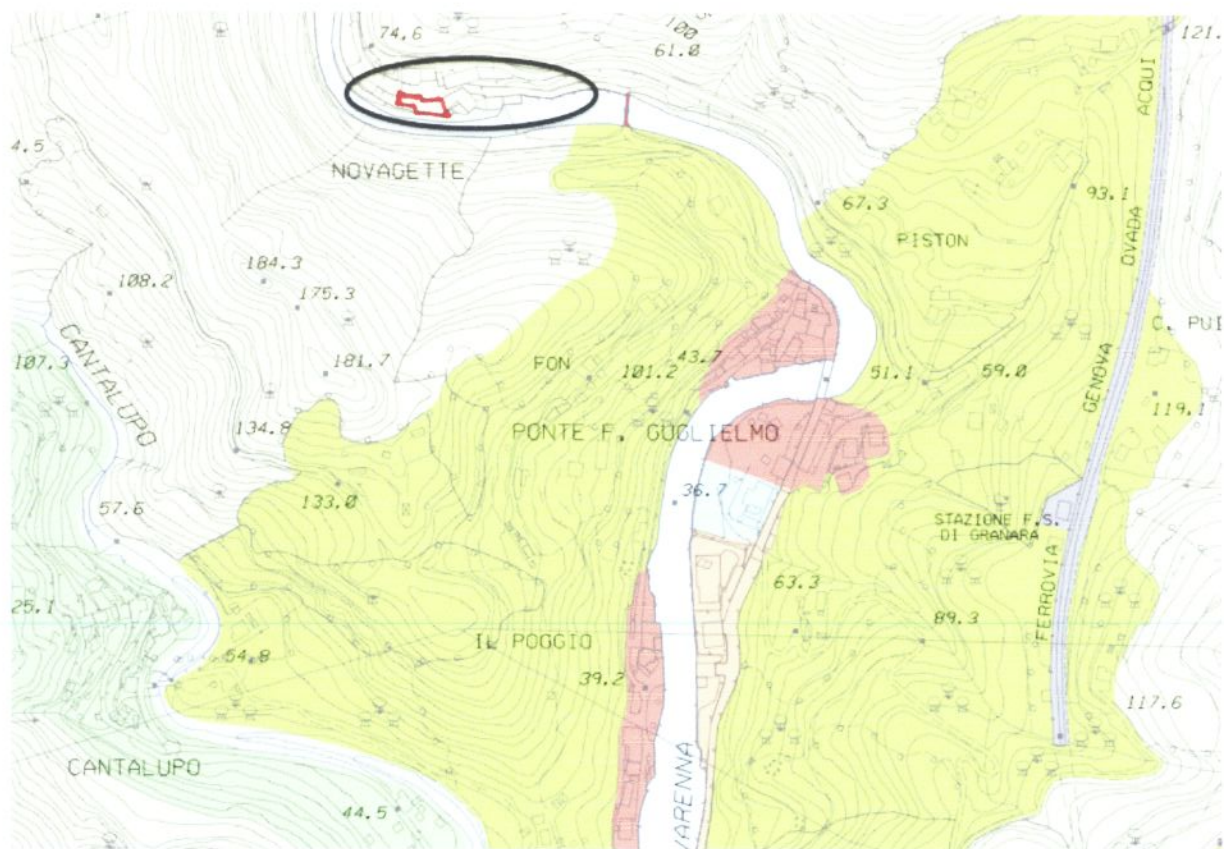 74.6
100
61.0
121.
ACQUI
4.5
NOVAGETTE
93.1
67.3
OVADA
PISTON
184.3
108.2
175.3
C. PUI
CANTALUPO
107.3
181.7
FON
101.2
43.7
51.1
59.0
GENOVA
119.1
134.8
PONTE F. GUGLIELMO
133.0
36.7
57.6
STAZIONE F.S.
DI GRANARA
FERROVIA
25.1
63.3
89.3
IL POGGIO
54.8
39.2
117.6
CANTALUPO
VARENNA
44.5